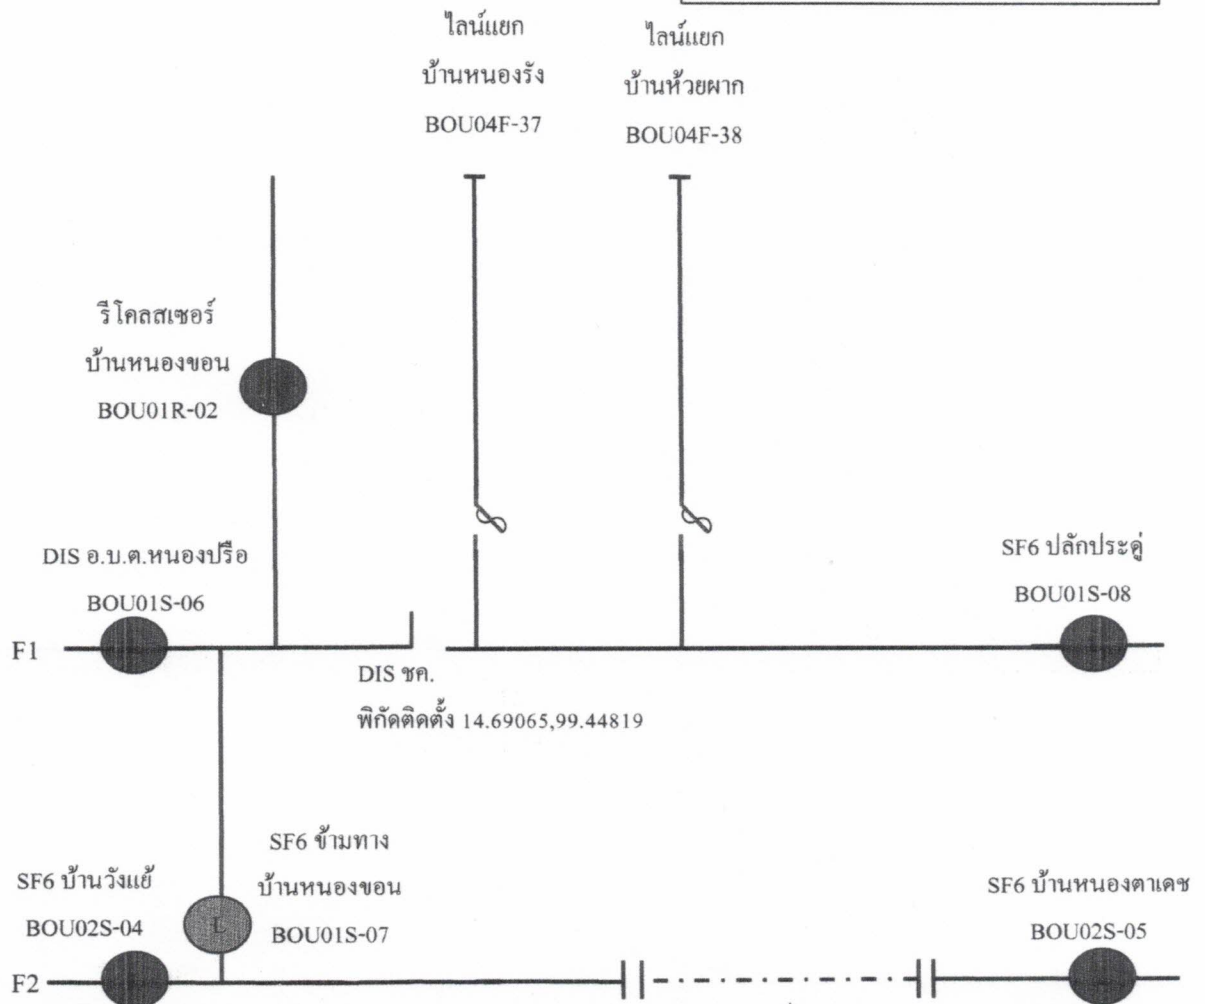 ไลน์แยก
บ้านหนองรัง
BOU04F-37
ไลน์แยก
บ้านห้วยผาก
BOU04F-38
รีโคลสเซอร์
บ้านหนองขอน
BOU01R-02
DIS อ.บ.ต.หนองปรือ
BOU01S-06
SF6 ปลักประดู่
BOU01S-08
F1
DIS ชค.
พิกัดติดตั้ง 14.69065,99.44819
SF6 ข้ามทาง
บ้านหนองขอน
BOU01S-07
SF6 บ้านวังแย้
BOU02S-04
L
SF6 บ้านหนองตาเดช
BOU02S-05
F2